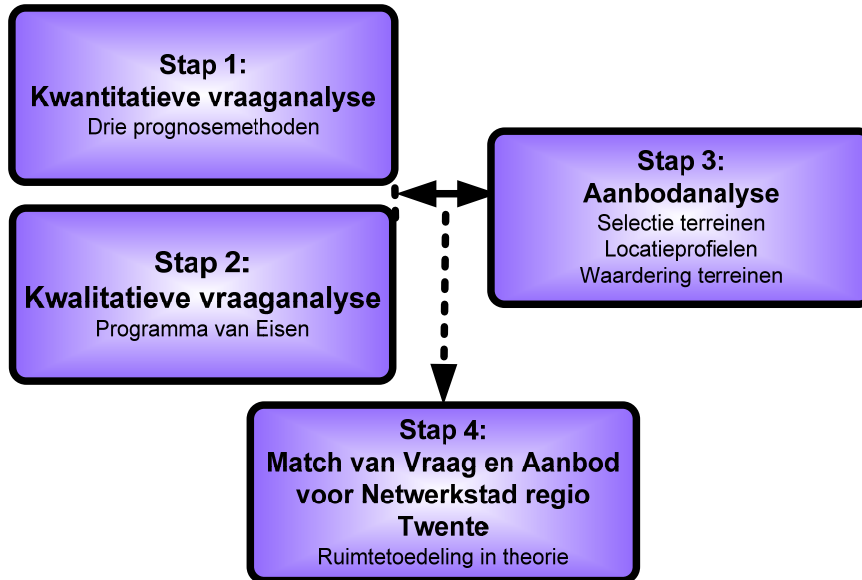 Stap 1:
Kwantitatieve vraaganalyse
Drie prognosemethoden
Stap 2:
Kwalitatieve vraaganalyse
Programma van Eisen
Stap 3:
Aanbodanalyse
Selectie terreinen
Locatieprofielen
Waardering terreinen
Stap 4:
Match van Vraag en Aanbod
voor Netwerkstad regio
Twente
Ruimtetoedeling in theorie